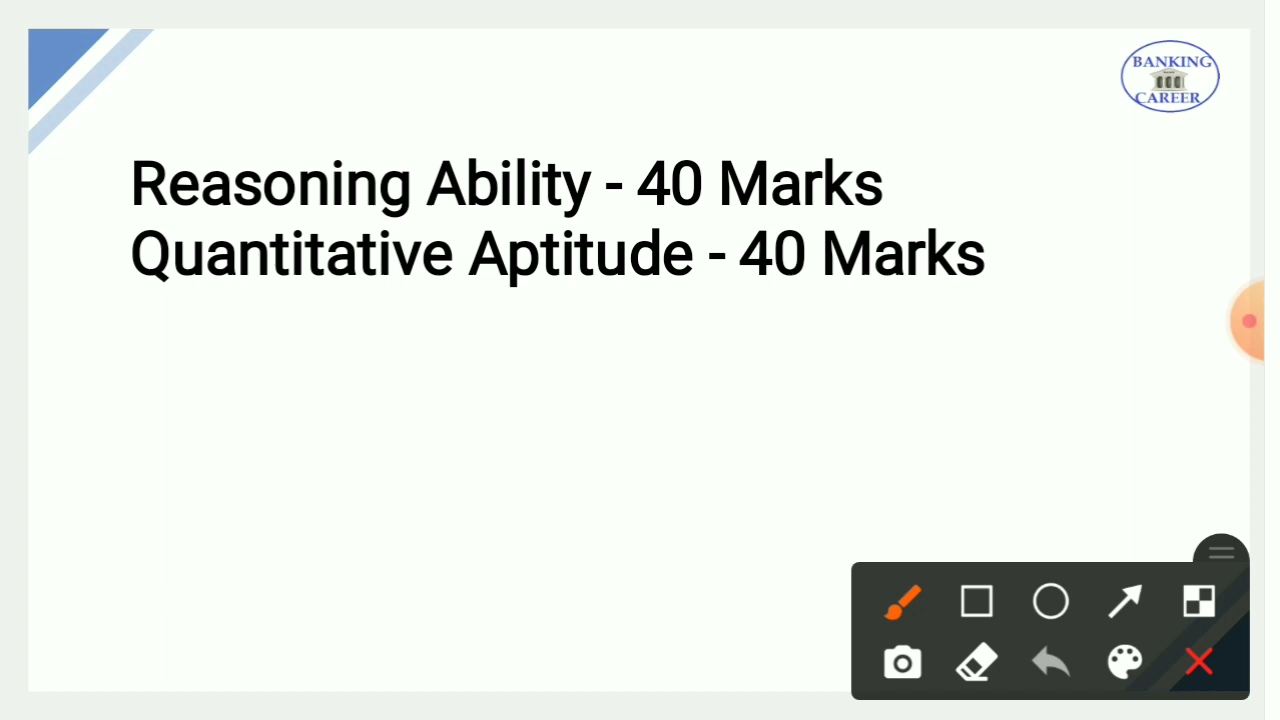 BANKING
CAREER
Reasoning Ability - 40 Marks
Quantitative Aptitude - 40 Marks